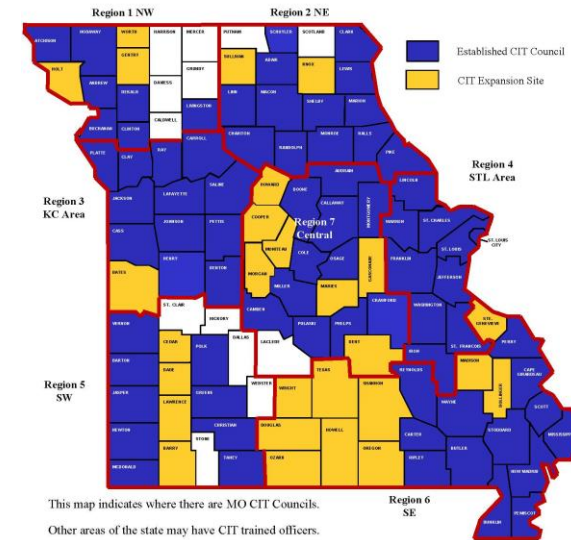 Region 1 NW
Region 2 NE
ATCHISON
NODAWAY
WORTH
HARRISON
MERCER
PUTNAM
SCHUYLER
SCOTLAND
CLARK
Established CIT Council
CIT Expansion Site
GENTRY
SULLIVAN
ADAIR
KNOX
LEWIS
HOLT
ANDREW
DEKALB
DAVIESS
GRUNDY
LINN
MACON
SHELBY
MARION
BUCHANAN
CLINTON
CALDWELL
LIVINGSTON
CHARITON
RANDOLPH
MONROE
RALLS
PIKE
PLATTE
CLAY
RAY
CARROLL
AUDRAIN
Region 4
STL Area
Region 3
KC Area
JACKSON
LAFAYETTE
SALINE
HOWARD
BOONE
CALLAWAY
MONTGOMERY
LINCOLN
WARREN
ST. CHARLES
COOPER
Region 7
Central
ST. LOUIS
ST. LOUIS
CITY
CASS
JOHNSON
PETTIS
MONITEAU
COLE
OSAGE
GASCONADE
FRANKLIN
JEFFERSON
BATES
HENRY
BENTON
MORGAN
MILLER
MARIES
CRAWFORD
WASHINGTON
STE.
GENEVIEVE
ST. CLAIR
HICKORY
CAMDEN
PULASKI
PHELPS
ST. FRANCOIS
PERRY
VERNON
CEDAR
POLK
DALLAS
LACLEDE
DENT
IRON
MADISON
CAPE
GIRARDEAU
BARTON
DADE
WEBSTER
WRIGHT
TEXAS
SHANNON
REYNOLDS
WAYNE
BOLLINGER
SCOTT
Region 5
SW
JASPER
LAWRENCE
GREENE
CHRISTIAN
DOUGLAS
HOWELL
CARTER
BUTLER
STODDARD
MISSISSIPPI
NEWTON
BARRY
STONE
TANEY
OZARK
OREGON
RIPLEY
NEW MADRID
MCDONALD
Region 6
SE
DUNKLIN
PEMISCOT
This map indicates where there are MO CIT Councils.
Other areas of the state may have CIT trained officers.